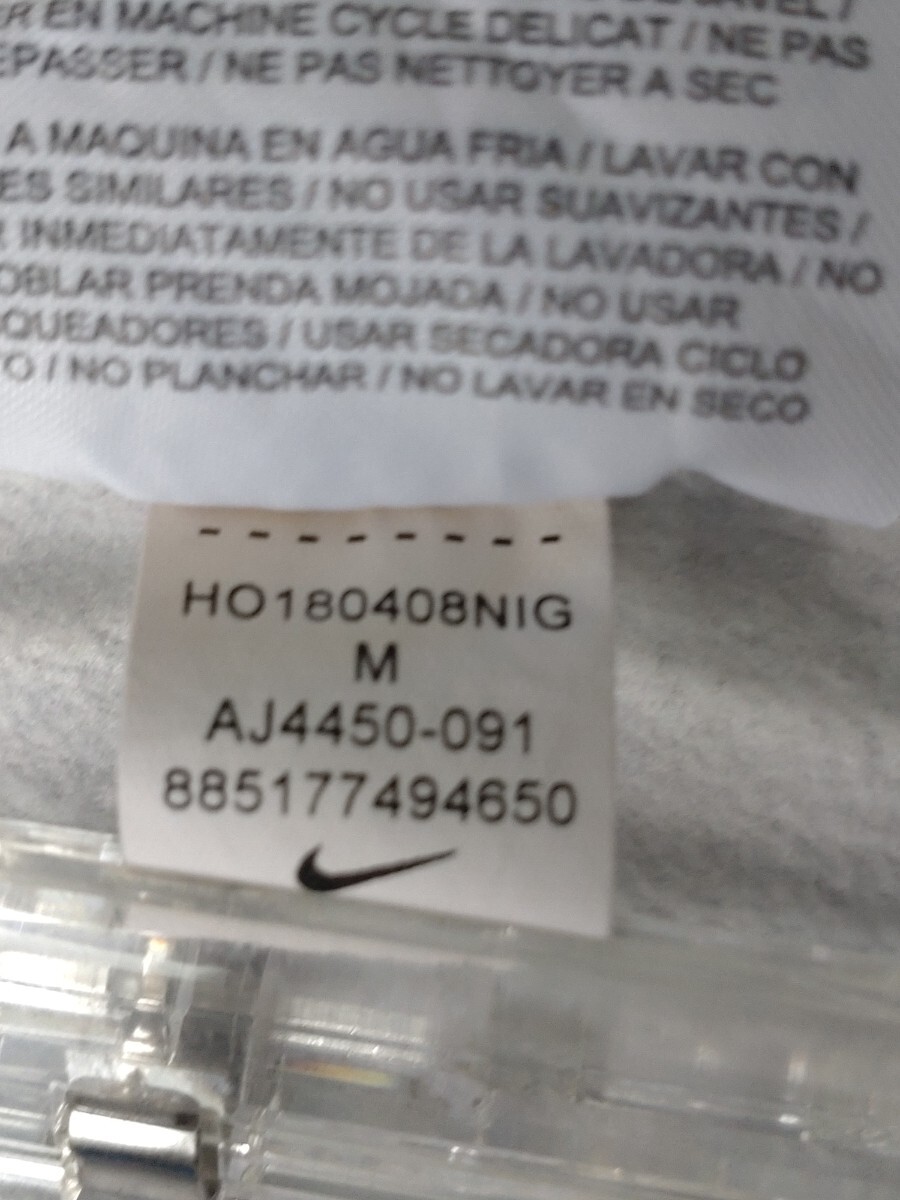 EN MACHINE CYCLE DELICAT / NE PAS
/ NE PAS NETTOYER A SEC
A MAQUINA EN AGUA FRIA / LAVAR CON
ES SIMILARES / NO USAR SUAVIZANTES /
INMEDIATAMENTE DE LA LAVADORA / NO
OBLAR PRENDA MOJADA / NO USAR
QUEADORES / USAR SECADORA CICLO
O / NO PLANCHAR / NO LAVAR EN SECO
- - - - - - - -
HO180408NIG
M
AJ4450-091
885177494650